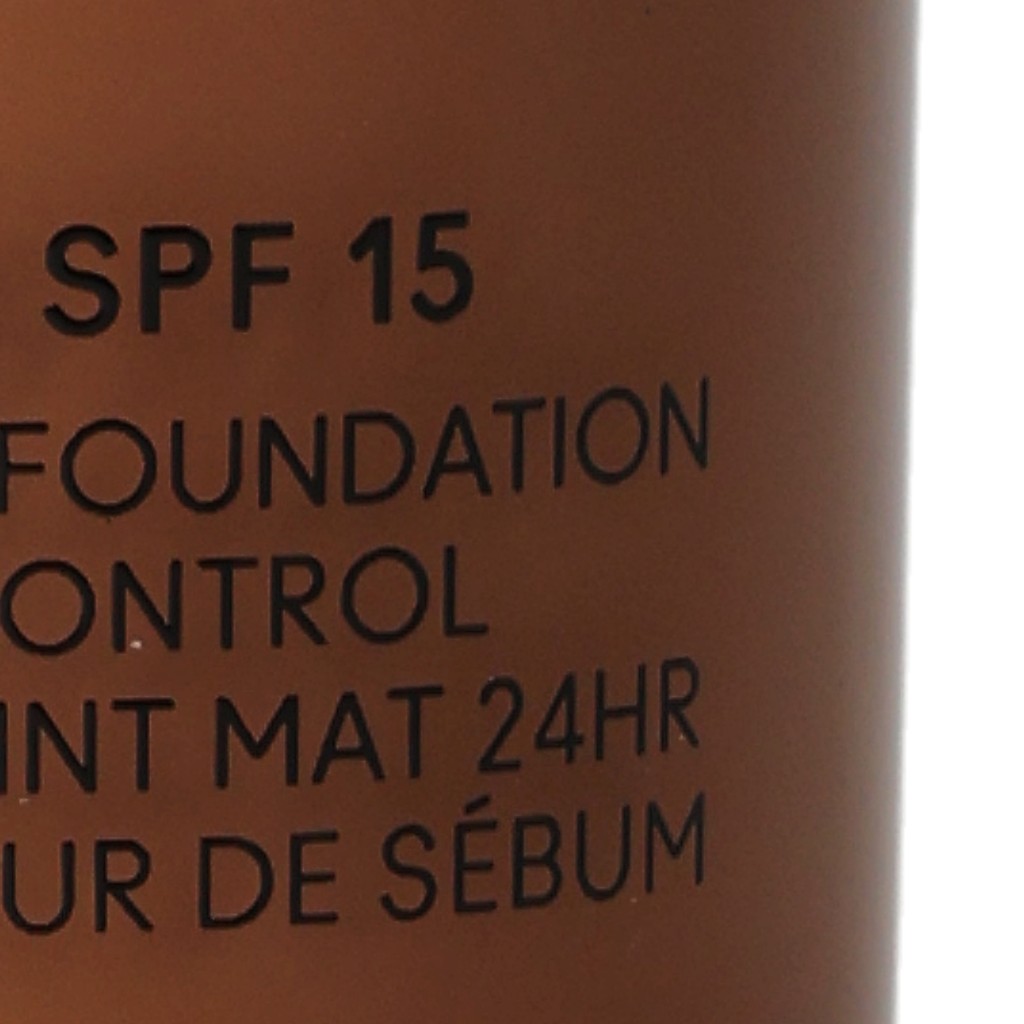 SPF 15
FOUNDATION
ONTROL
INT MAT 24HR
UR DE SÉBUM